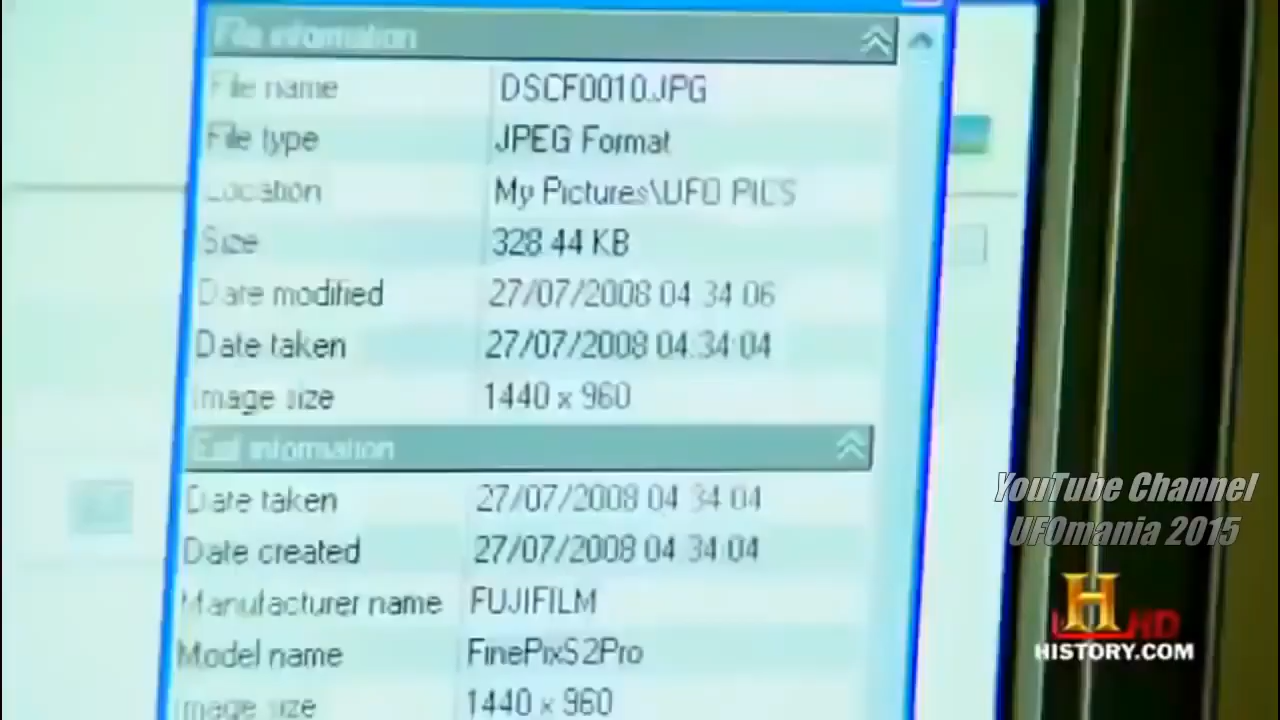 File information
File name DSCF0010.JPG
File type JPEG Format
Location My Pictures\UFO PICS
Size 328.44 KB
Date modified 27/07/2008 04:34:06
Date taken 27/07/2008 04:34:04
Image size 1440 x 960
Exif information
Date taken 27/07/2008 04:34:04
Date created 27/07/2008 04:34:04
Manufacturer name FUJIFILM
Model name FinePixS2Pro
Image size 1440 x 960
YouTube Channel
UFOmania 2015
H HD
HISTORY.COM